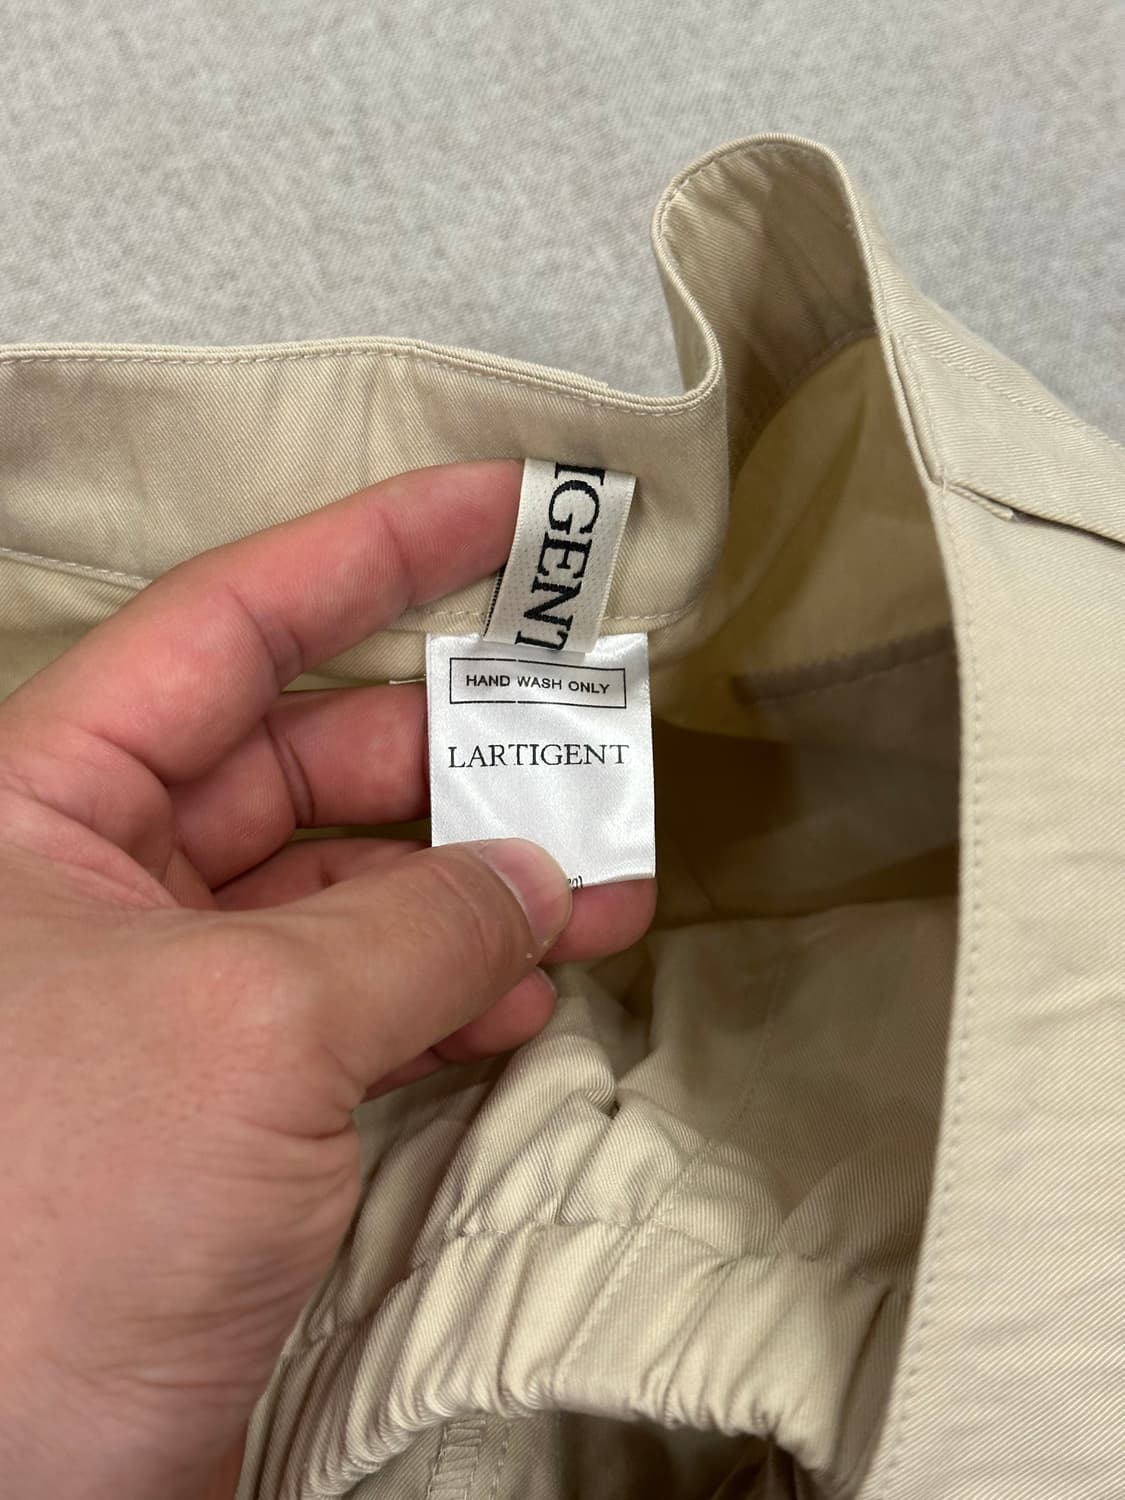 IGENT
HAND WASH ONLY
LARTIGENT